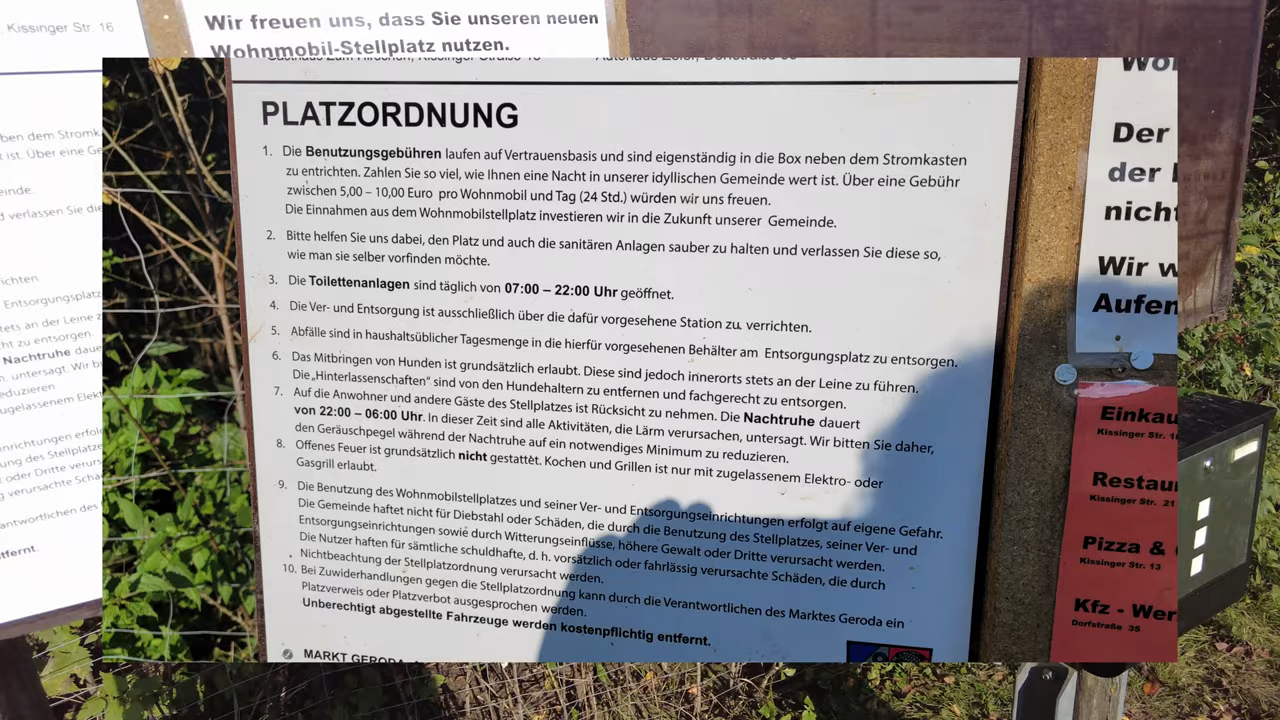 . Kissinger Str. 16
Wir freuen uns, dass Sie unseren neuen
Wohnmobil-Stellplatz nutzen.
PLATZORDNUNG
1. Die Benutzungsgebühren laufen auf Vertrauensbasis und sind eigenständig in die Box neben dem Stromkasten
zu entrichten. Zahlen Sie so viel, wie Ihnen eine Nacht in unserer idyllischen Gemeinde wert ist. Über eine Gebühr
zwischen 5,00 – 10,00 Euro pro Wohnmobil und Tag (24 Std.) würden wir uns freuen.
Die Einnahmen aus dem Wohnmobilstellplatz investieren wir in die Zukunft unserer Gemeinde.
2. Bitte helfen Sie uns dabei, den Platz und auch die sanitären Anlagen sauber zu halten und verlassen Sie diese so,
wie man sie selber vorfinden möchte.
3. Die Toilettenanlagen sind täglich von 07:00 – 22:00 Uhr geöffnet.
4. Die Ver- und Entsorgung ist ausschließlich über die dafür vorgesehene Station zu verrichten.
5. Abfälle sind in haushaltsüblicher Tagesmenge in die hierfür vorgesehenen Behälter am Entsorgungsplatz zu entsorgen.
6. Das Mitbringen von Hunden ist grundsätzlich erlaubt. Diese sind jedoch innerorts stets an der Leine zu führen.
Die „Hinterlassenschaften" sind von den Hundehaltern zu entfernen und fachgerecht zu entsorgen.
7. Auf die Anwohner und andere Gäste des Stellplatzes ist Rücksicht zu nehmen. Die Nachtruhe dauert
von 22:00 – 06:00 Uhr. In dieser Zeit sind alle Aktivitäten, die Lärm verursachen, untersagt. Wir bitten Sie daher,
den Geräuschpegel während der Nachtruhe auf ein notwendiges Minimum zu reduzieren.
8. Offenes Feuer ist grundsätzlich nicht gestattet. Kochen und Grillen ist nur mit zugelassenem Elektro- oder
Gasgrill erlaubt.
9. Die Benutzung des Wohnmobilstellplatzes und seiner Ver- und Entsorgungseinrichtungen erfolgt auf eigene Gefahr.
Die Gemeinde haftet nicht für Diebstahl oder Schäden, die durch die Benutzung des Stellplatzes, seiner Ver- und
Entsorgungseinrichtungen sowie durch Witterungseinflüsse, höhere Gewalt oder Dritte verursacht werden.
Die Nutzer haften für sämtliche schuldhafte, d. h. vorsätzlich oder fahrlässig verursachte Schäden, die durch
Nichtbeachtung der Stellplatzordnung verursacht werden.
10. Bei Zuwiderhandlungen gegen die Stellplatzordnung kann durch die Verantwortlichen des Marktes Geroda ein
Platzverweis oder Platzverbot ausgesprochen werden.
Unberechtigt abgestellte Fahrzeuge werden kostenpflichtig entfernt.
MARKT GERODA
Der
der
nicht
Wir w
Aufen
Einkau
Kissinger Str. 1
Restau
Kissinger Str. 21
Pizza &
Kissinger Str. 13
Kfz - Wer
Dorfstraße 35